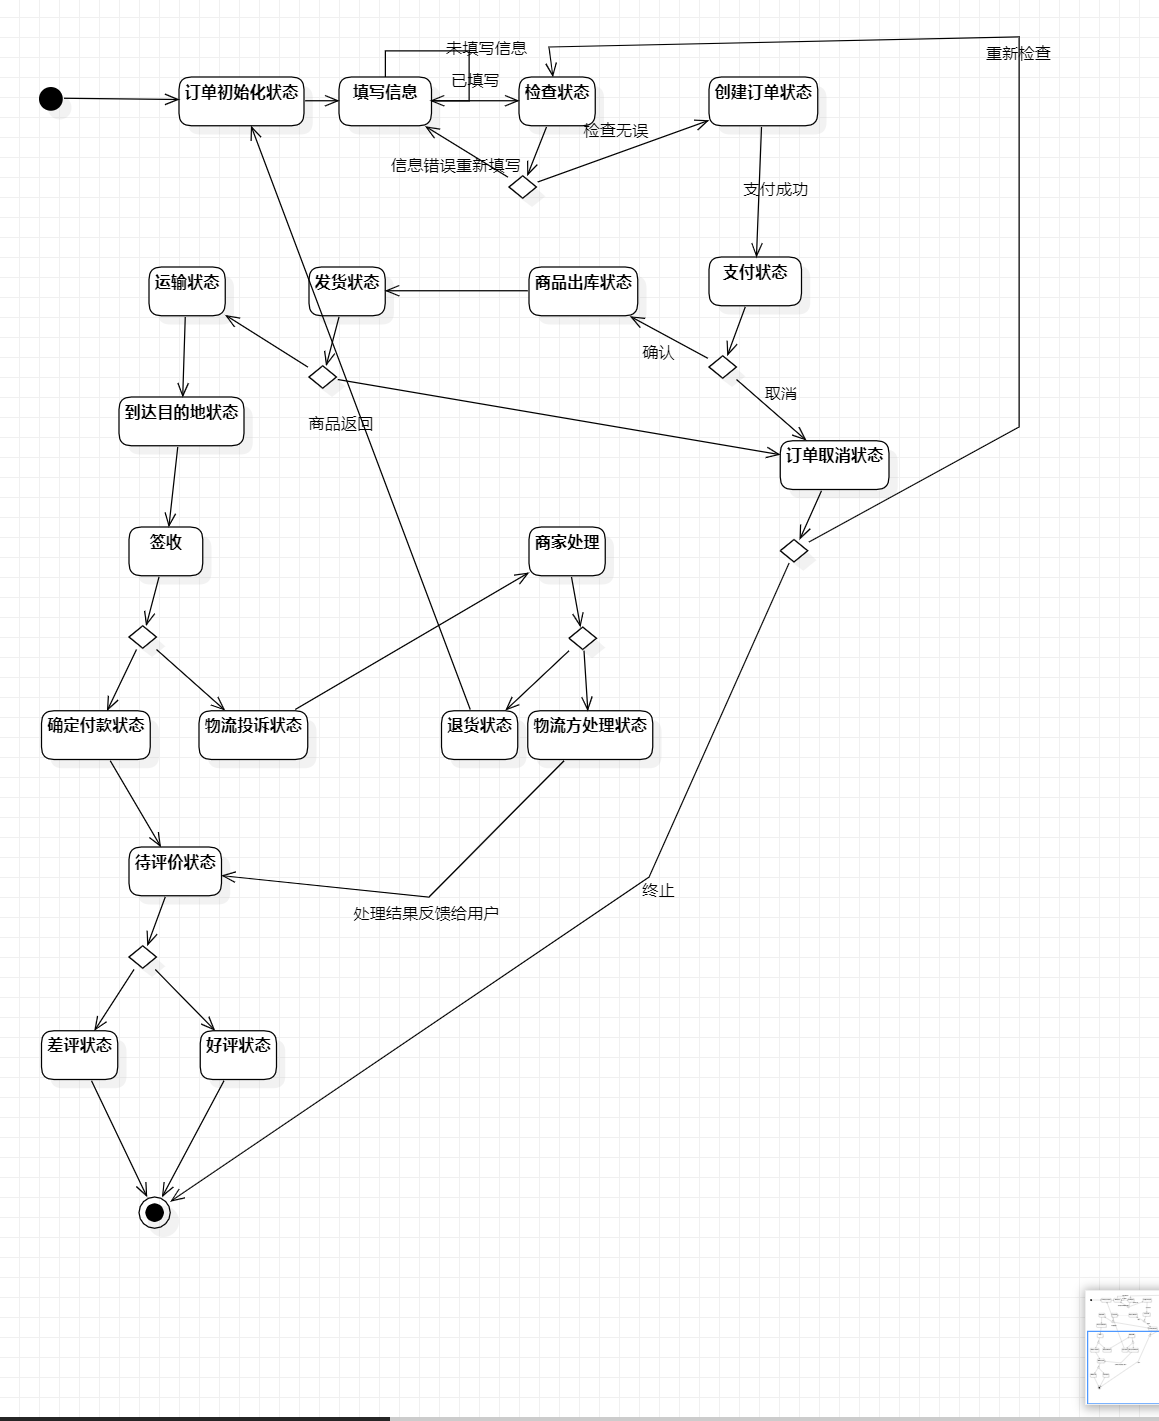 未填写信息
重新检查
已填写
订单初始化状态
填写信息
检查状态
创建订单状态
检查无误
信息错误重新填写
支付成功
运输状态
发货状态
商品出库状态
支付状态
确认
取消
到达目的地状态
商品返回
订单取消状态
签收
商家处理
确定付款状态
物流投诉状态
退货状态
物流方处理状态
待评价状态
终止
处理结果反馈给用户
差评状态
好评状态